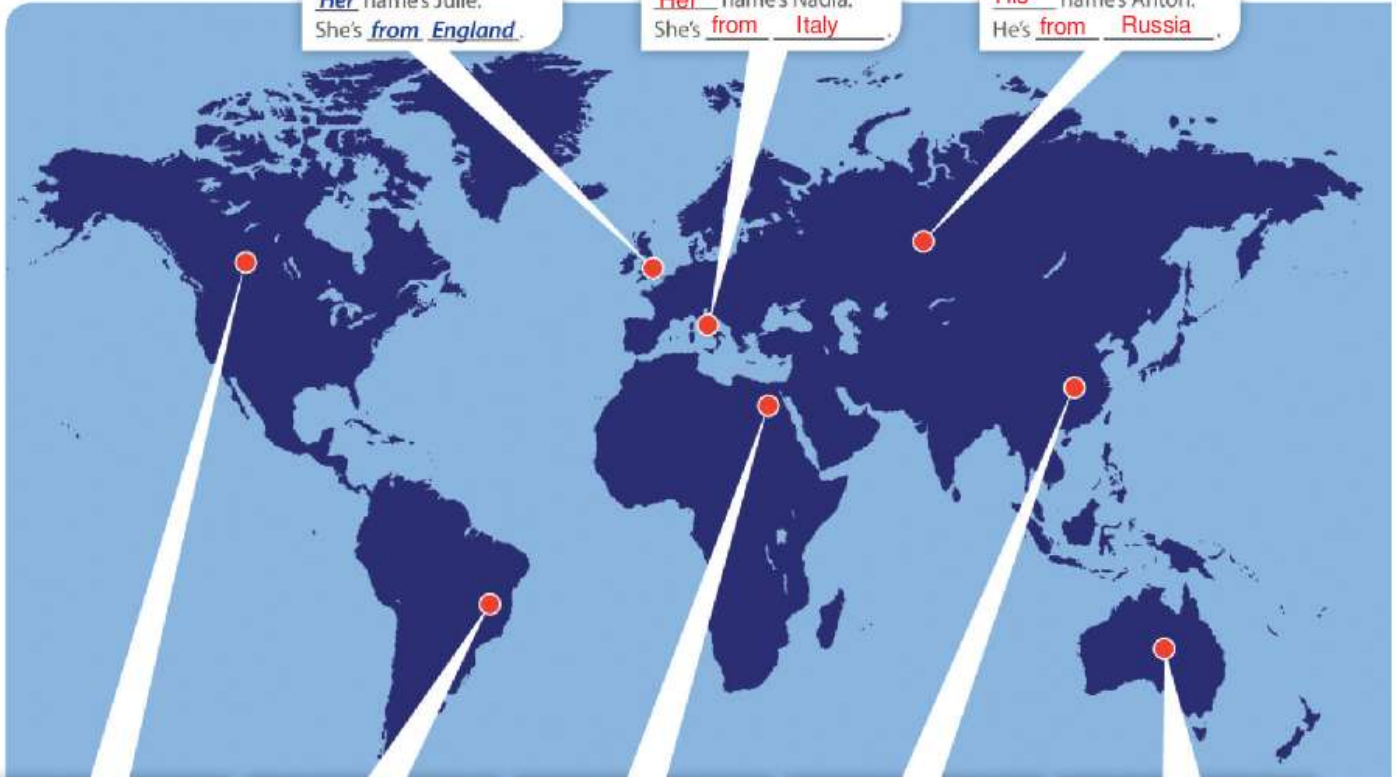 Her name's Julie.
She's from England.
Her name's Nadia.
She's from Italy.
His name's Anton.
He's from Russia.